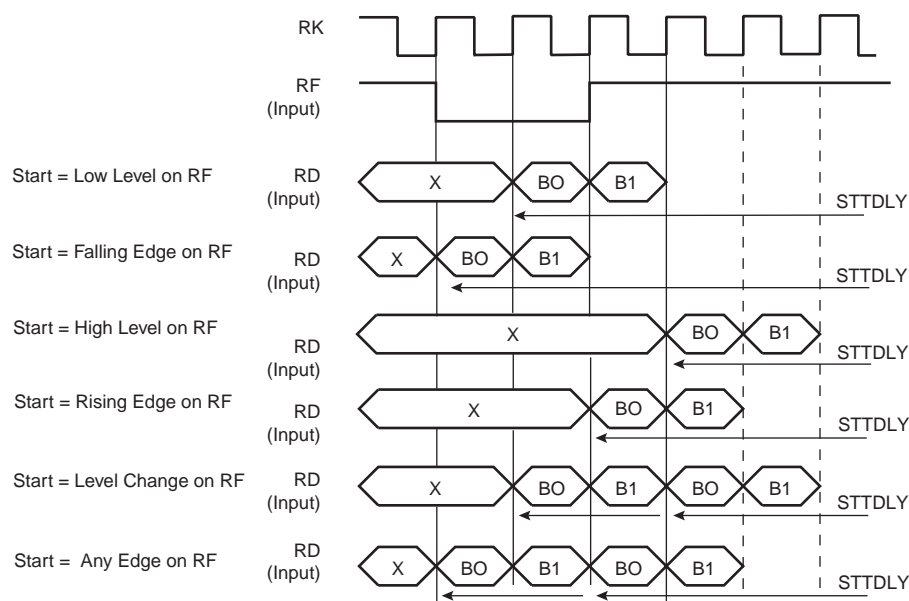 RK
RF
(Input)
Start = Low Level on RF
RD
(Input)
X
BO
B1
STTDLY
Start = Falling Edge on RF
RD
(Input)
X
BO
B1
STTDLY
Start = High Level on RF
RD
(Input)
X
BO
B1
STTDLY
Start = Rising Edge on RF
RD
(Input)
X
BO
B1
STTDLY
Start = Level Change on RF
RD
(Input)
X
BO
B1
BO
B1
STTDLY
Start = Any Edge on RF
RD
(Input)
X
BO
B1
BO
B1
STTDLY